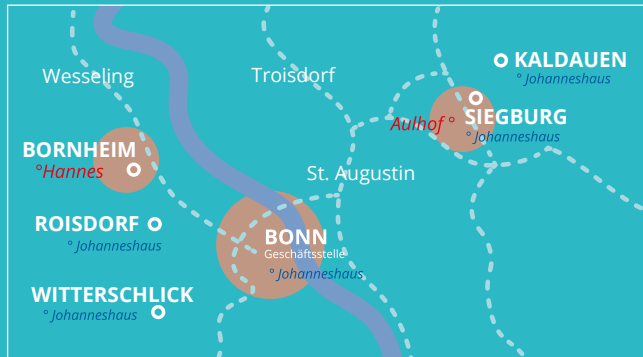 KALDAUEN
° Johanneshaus
Wesseling
Troisdorf
Aulhof °
SIEGBURG
° Johanneshaus
BORNHEIM
°Hannes
St. Augustin
ROISDORF
° Johanneshaus
BONN
Geschäftsstelle
° Johanneshaus
WITTERSCHLICK
° Johanneshaus